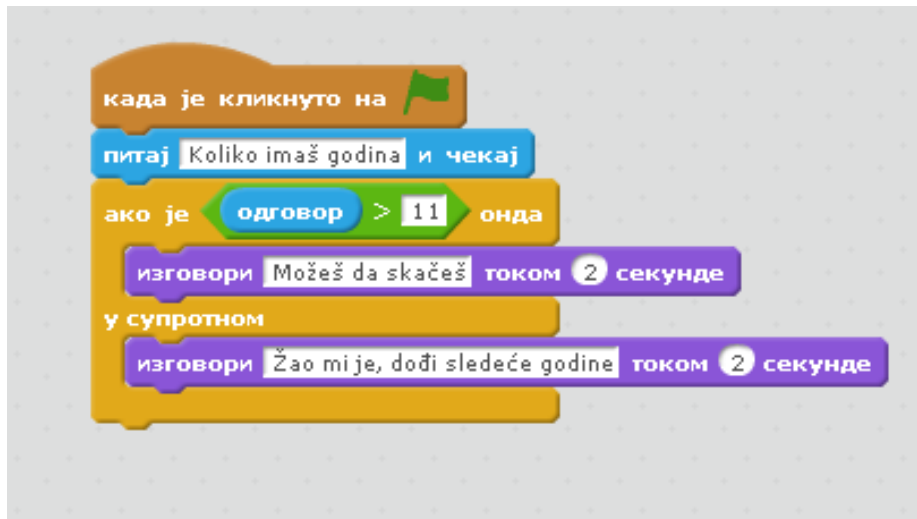 када је кликнуто на
питај Koliko imaš godina и чекај
ако је одговор > 11 онда
изговори Možeš da skačeš током 2 секунде
у супротном
изговори Žao mi je, dođi sledeće godine током 2 секунде